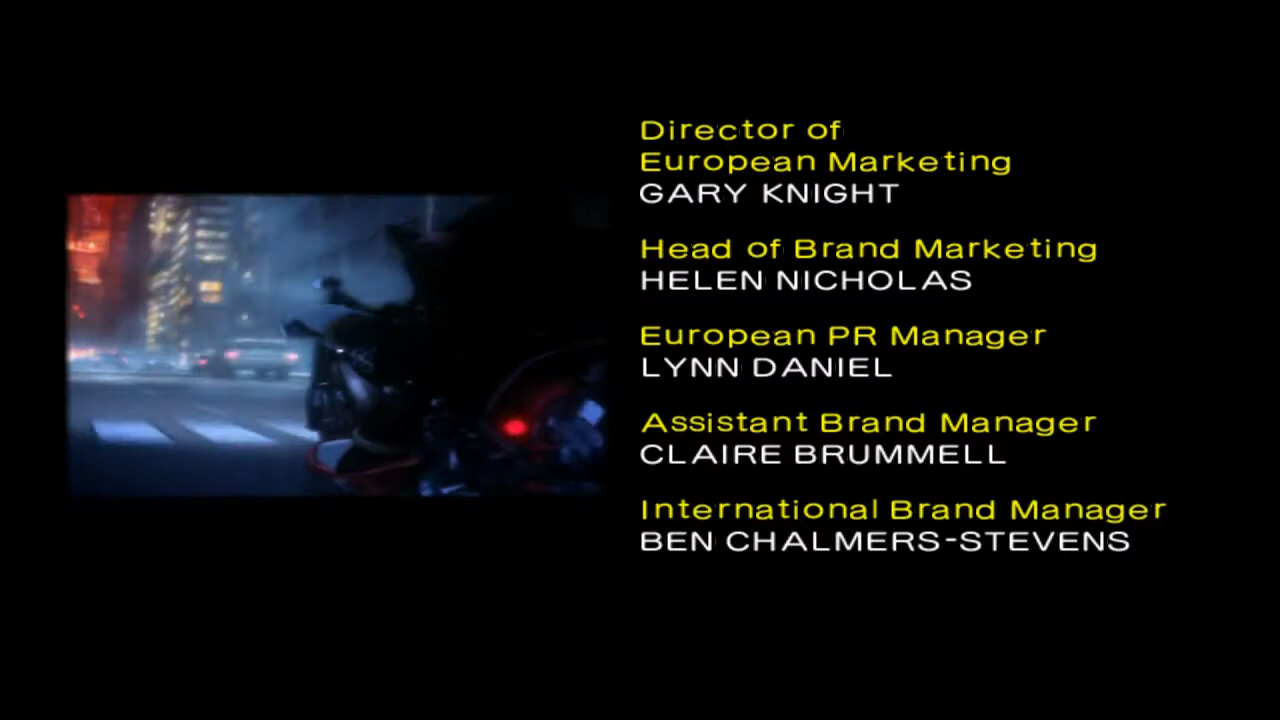 Director of
European Marketing
GARY KNIGHT
Head of Brand Marketing
HELEN NICHOLAS
European PR Manager
LYNN DANIEL
Assistant Brand Manager
CLAIRE BRUMMELL
International Brand Manager
BEN CHALMERS-STEVENS